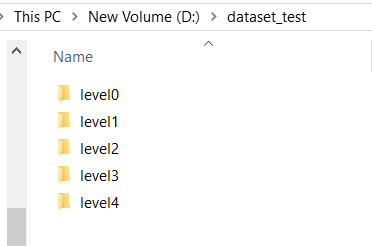 This PC > New Volume (D:) > dataset_test
Name
level0
level1
level2
level3
level4